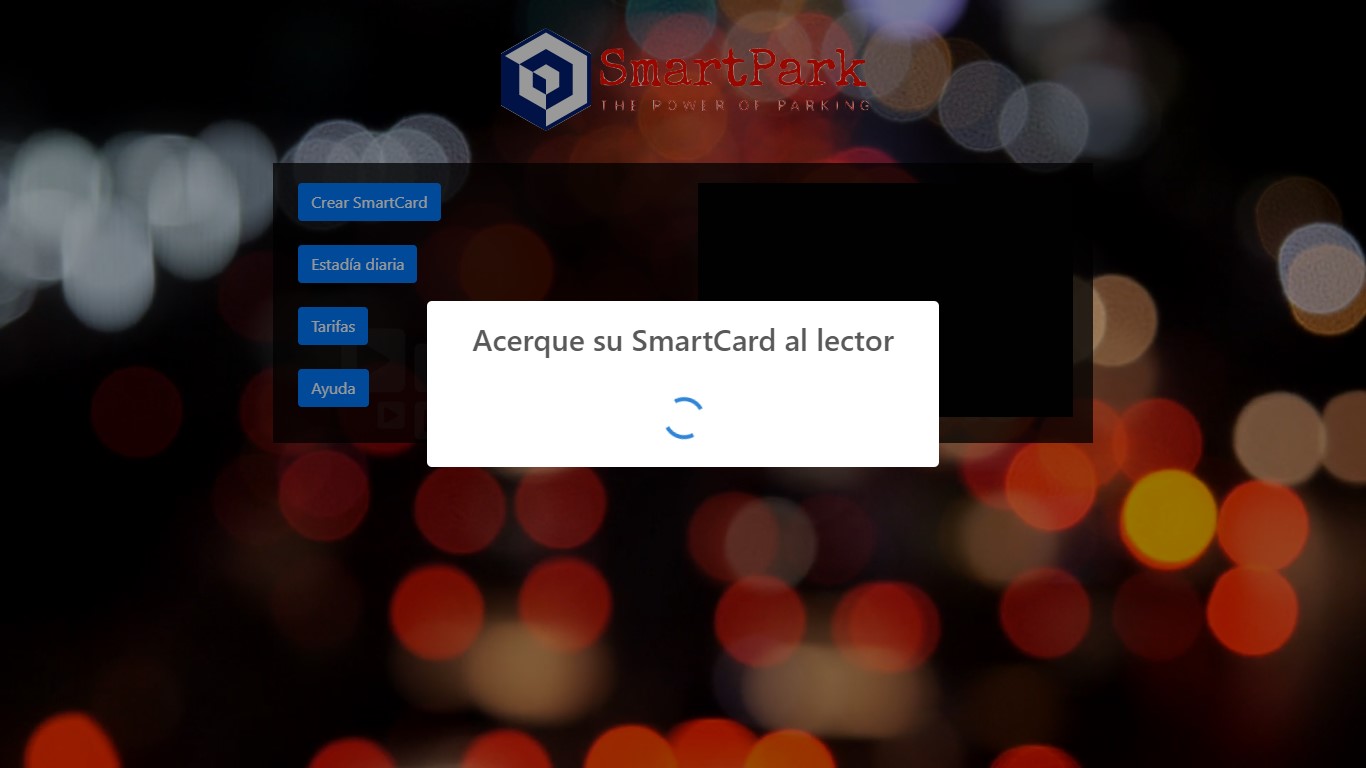 SmartPark
THE POWER OF PARKING
Crear SmartCard
Estadía diaria
Tarifas
Ayuda
Acerque su SmartCard al lector